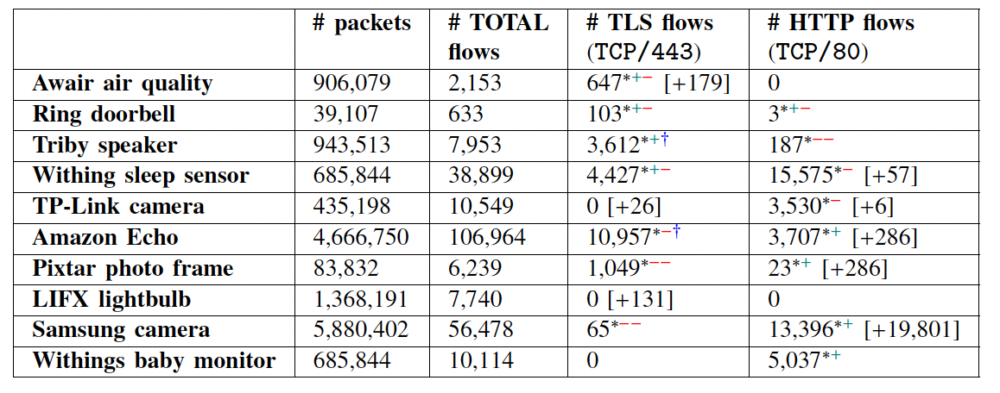 # packets # TOTAL flows # TLS flows (TCP/443) # HTTP flows (TCP/80)
Awair air quality 906,079 2,153 647*+− [+179] 0
Ring doorbell 39,107 633 103*+− 3*+−
Triby speaker 943,513 7,953 3,612*+† 187*−−
Withing sleep sensor 685,844 38,899 4,427*+− 15,575*− [+57]
TP-Link camera 435,198 10,549 0 [+26] 3,530*− [+6]
Amazon Echo 4,666,750 106,964 10,957*−† 3,707*+ [+286]
Pixtar photo frame 83,832 6,239 1,049*−− 23*+ [+286]
LIFX lightbulb 1,368,191 7,740 0 [+131] 0
Samsung camera 5,880,402 56,478 65*−− 13,396*+ [+19,801]
Withings baby monitor 685,844 10,114 0 5,037*+